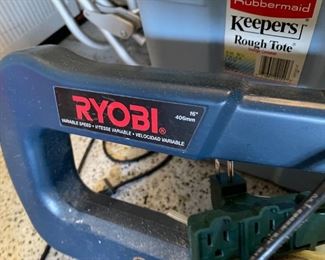 Rubbermaid
Keepers
Rough Tote
RYOBI®
16"
406mm
VARIABLE SPEED • VITESSE VARIABLE • VELOCIDAD VARIABLE